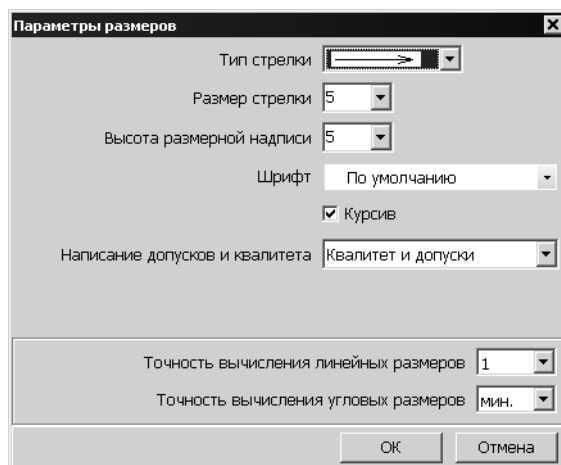 Параметры размеров
Тип стрелки
Размер стрелки 5
Высота размерной надписи 5
Шрифт По умолчанию
Курсив
Написание допусков и квалитета Квалитет и допуски
Точность вычисления линейных размеров 1
Точность вычисления угловых размеров мин.
ОК Отмена